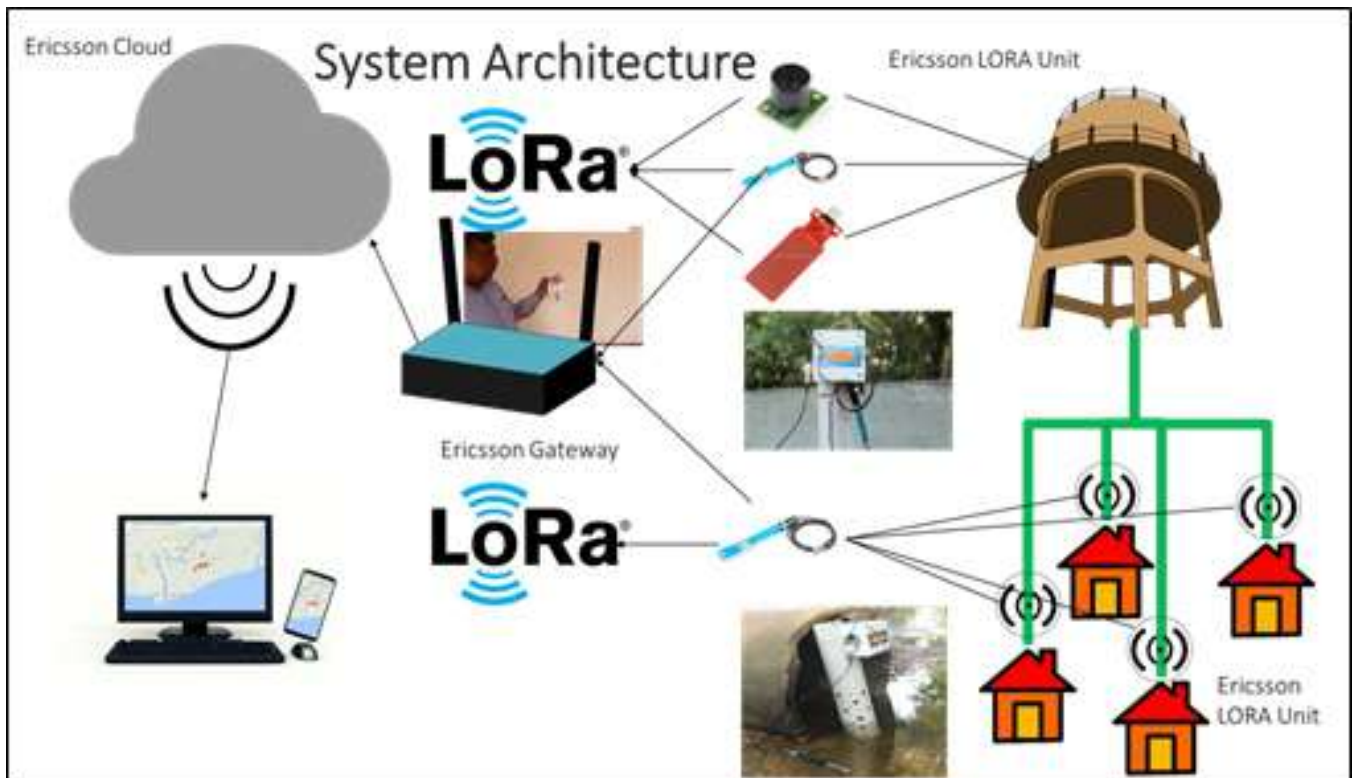 Ericsson Cloud
System Architecture
Ericsson LORA Unit
LoRa®
Ericsson Gateway
LoRa®
Ericsson
LORA Unit